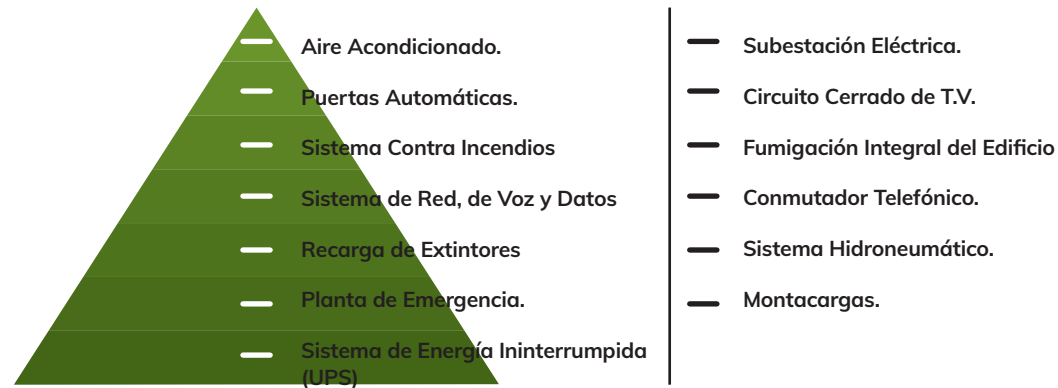 Aire Acondicionado.
Puertas Automáticas.
Sistema Contra Incendios
Sistema de Red, de Voz y Datos
Recarga de Extintores
Planta de Emergencia.
Sistema de Energía Ininterrumpida
(UPS)
Subestación Eléctrica.
Circuito Cerrado de T.V.
Fumigación Integral del Edificio
Conmutador Telefónico.
Sistema Hidroneumático.
Montacargas.